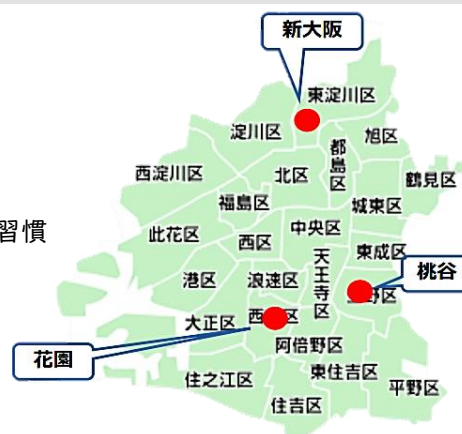 新大阪
東淀川区
淀川区
旭区
都島区
西淀川区
北区
鶴見区
福島区
城東区
習慣
此花区
西区
中央区
東成区
天王寺区
桃谷
港区
浪速区
野区
大正区
西
区
花園
阿倍野区
住之江区
東住吉区
平野区
住吉区